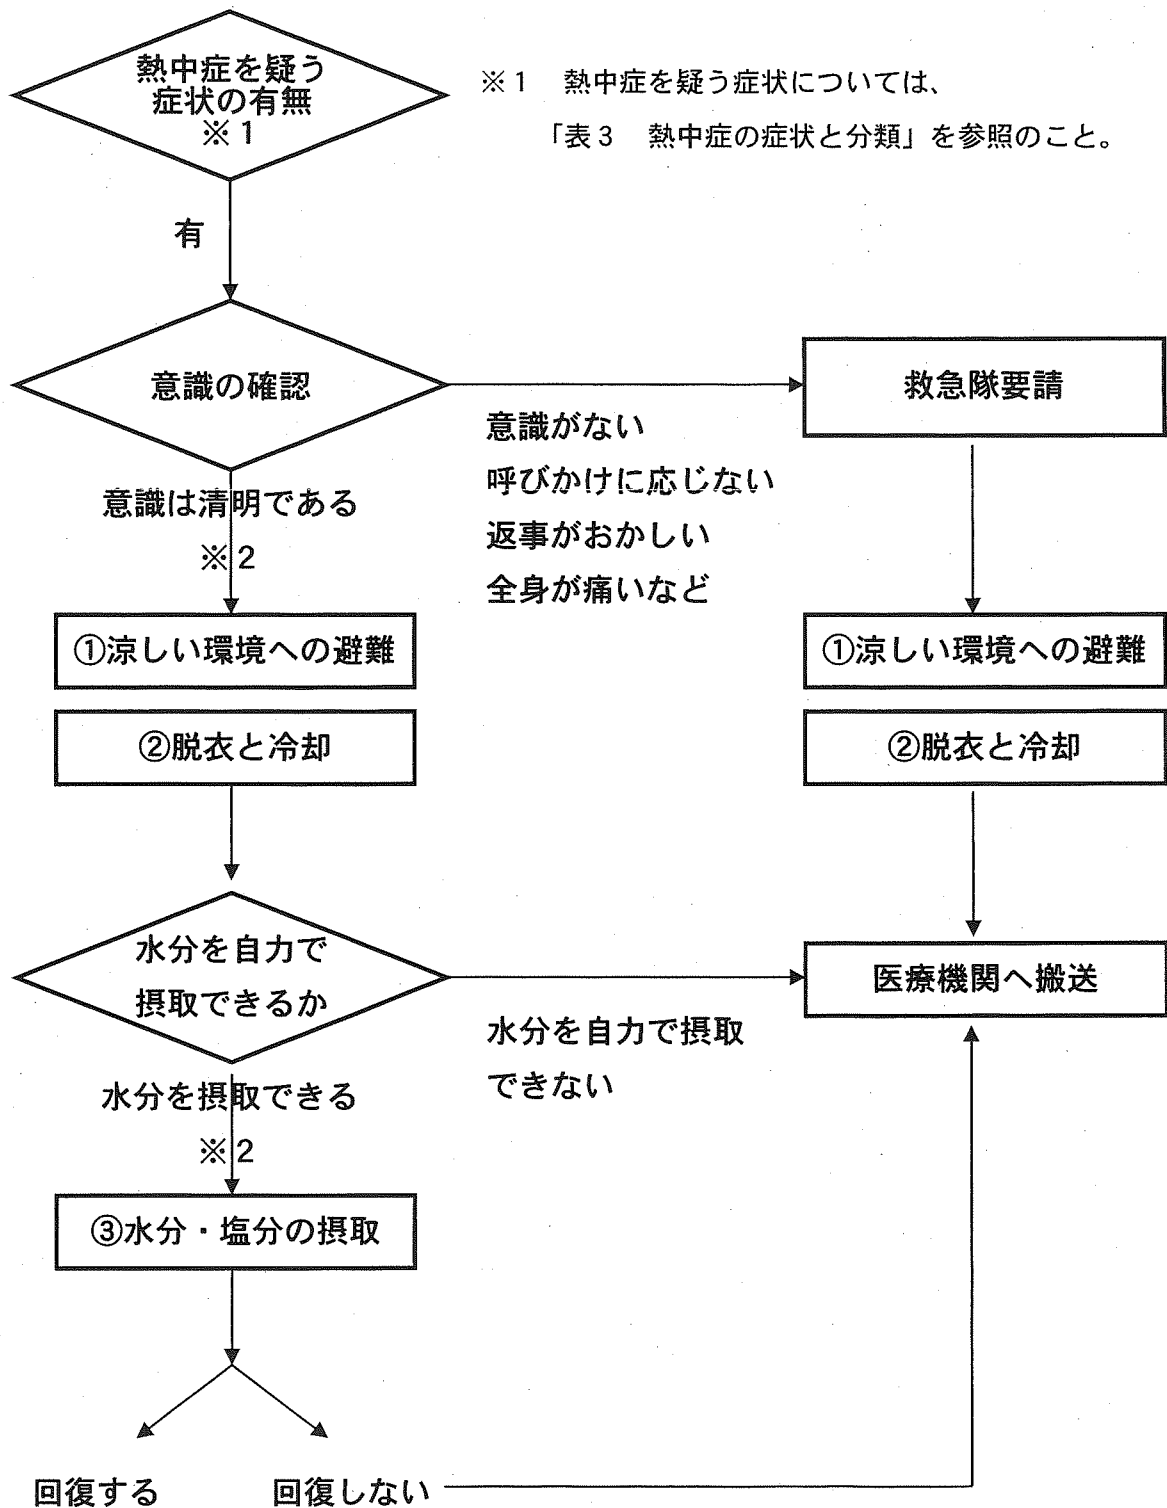 熱中症を疑う
症状の有無
※1
※1　熱中症を疑う症状については、
「表3　熱中症の症状と分類」を参照のこと。
有
意識の確認
救急隊要請
意識がない
呼びかけに応じない
返事がおかしい
全身が痛いなど
意識は清明である
※2
①涼しい環境への避難
②脱衣と冷却
①涼しい環境への避難
②脱衣と冷却
水分を自力で
摂取できるか
医療機関へ搬送
水分を自力で摂取
できない
水分を摂取できる
※2
③水分・塩分の摂取
回復する
回復しない